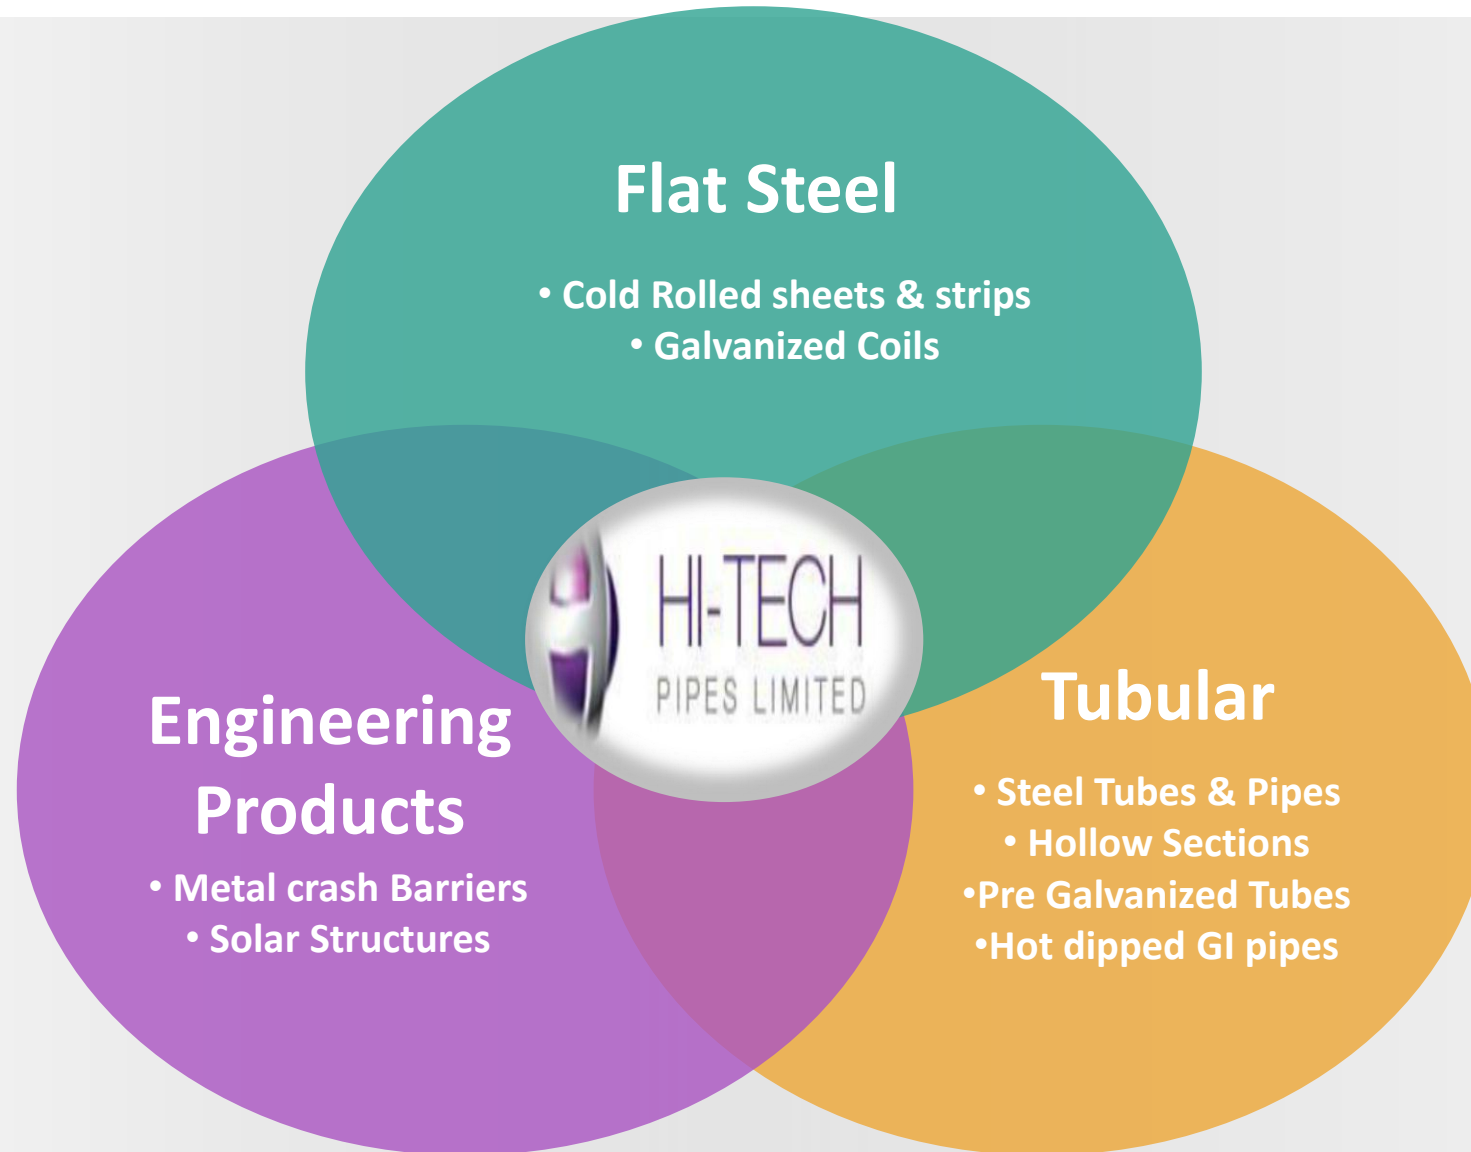 Flat Steel
• Cold Rolled sheets & strips
• Galvanized Coils
HI-TECH
PIPES LIMITED
Engineering
Products
• Metal crash Barriers
• Solar Structures
Tubular
• Steel Tubes & Pipes
• Hollow Sections
•Pre Galvanized Tubes
•Hot dipped GI pipes